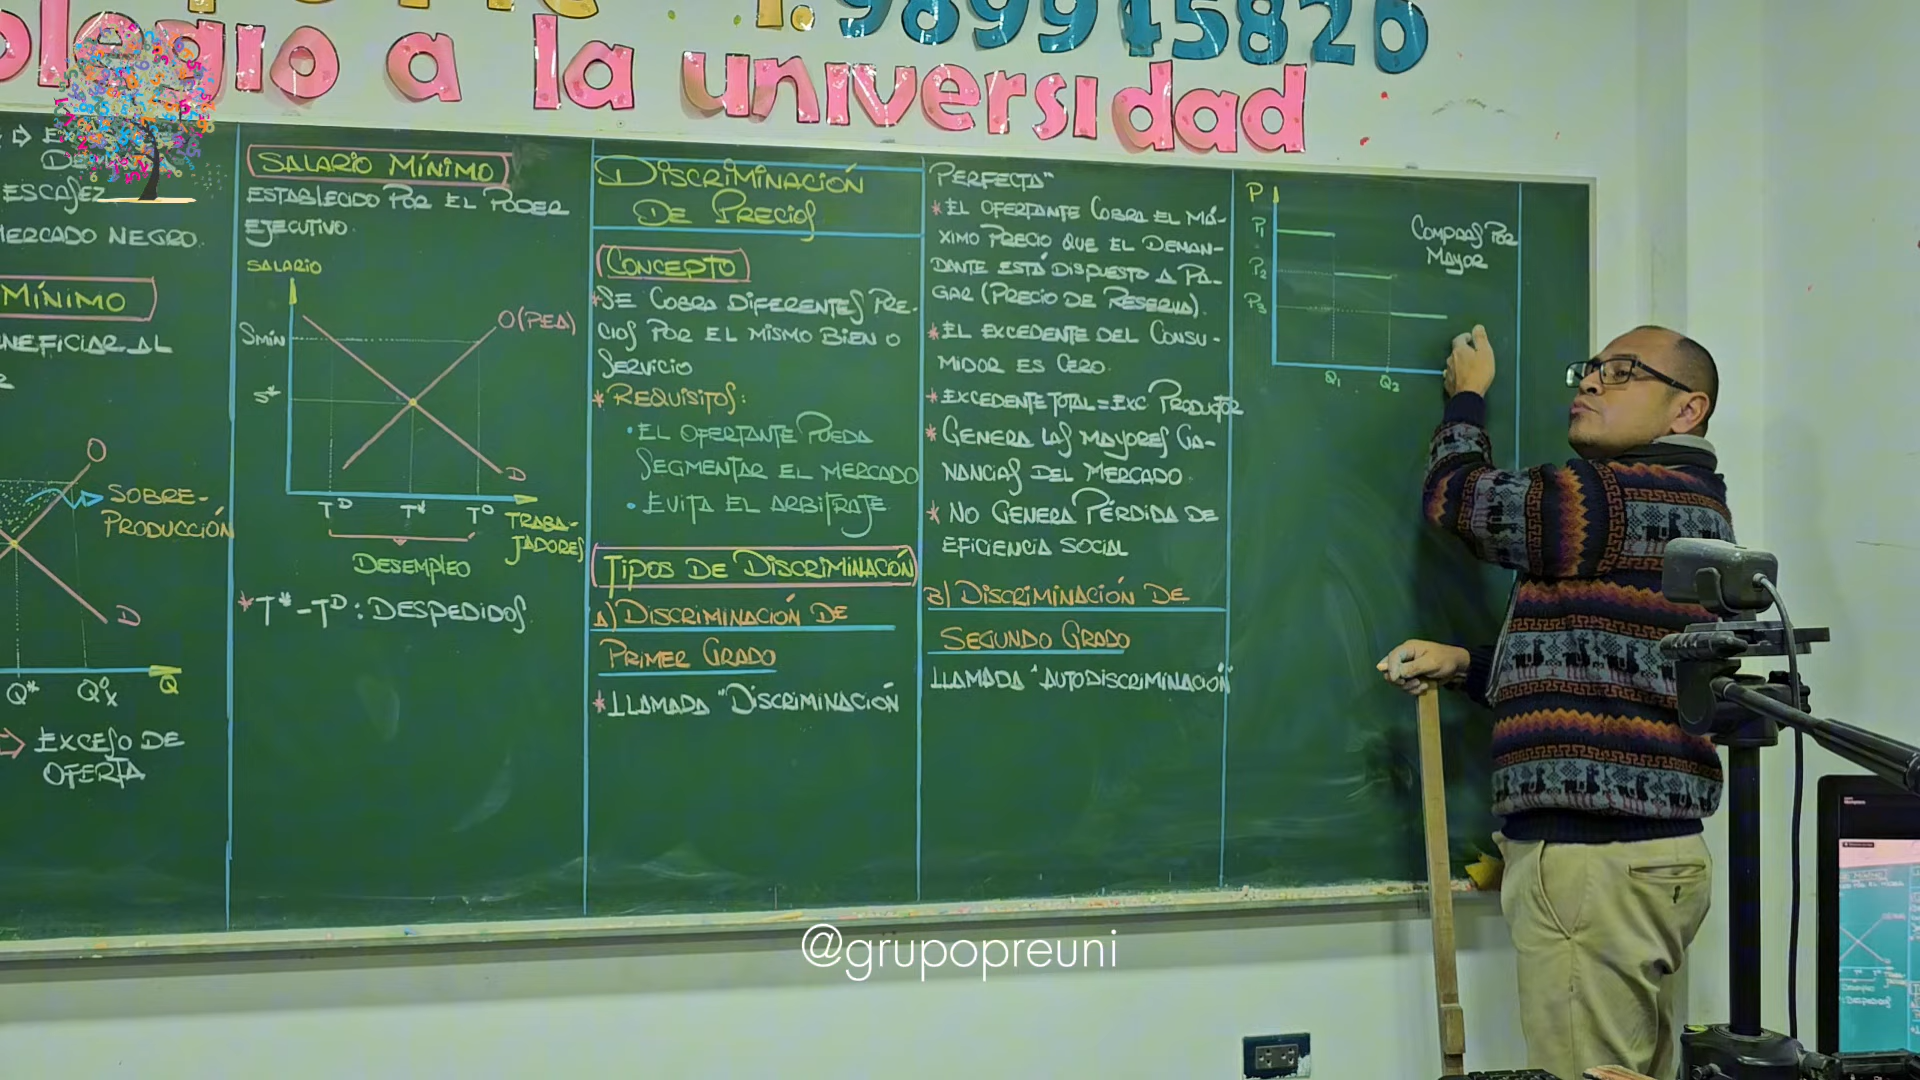 1.989945820
olegio a la universidad
ESCASEZ
MERCADO NEGRO.
MÍNIMO
NEFICIAR AL
O
SOBRE-
PRODUCCIÓN
D
Q* Q° x Q
EXCESO DE
OFERTA
SALARIO MÍNIMO
ESTABLECIDO POR EL PODER
EJECUTIVO.
SALARIO
O(PEA)
Smín
S*
D
T^D T* T^O TRABA-
JADORES
DESEMPLEO
* T* - T^D : DESPEDIDOS.
DISCRIMINACIÓN
DE PRECIOS
CONCEPTO
* SE COBRA DIFERENTES PRE-
CIOS POR EL MISMO BIEN O
SERVICIO
* REQUISITOS:
• EL OFERTANTE PUEDA
SEGMENTAR EL MERCADO
• EVITA EL ARBITRAJE
TIPOS DE DISCRIMINACIÓN
A) DISCRIMINACIÓN DE
PRIMER GRADO
* LLAMADA "DISCRIMINACIÓN
PERFECTA"
* EL OFERTANTE COBRA EL MÁ-
XIMO PRECIO QUE EL DEMAN-
DANTE ESTÁ DISPUESTO A PA-
GAR (PRECIO DE RESERVA).
* EL EXCEDENTE DEL CONSU-
MIDOR ES CERO.
* EXCEDENTE TOTAL = EXC PRODUCTOR
* GENERA LAS MAYORES GA-
NANCIAS DEL MERCADO.
* NO GENERA PÉRDIDA DE
EFICIENCIA SOCIAL
B) DISCRIMINACIÓN DE
SEGUNDO GRADO
LLAMADA "AUTODISCRIMINACIÓN"
P
P1
P2
P3
Q1 Q2
COMPRAS POR
MAYOR
@grupopreuni